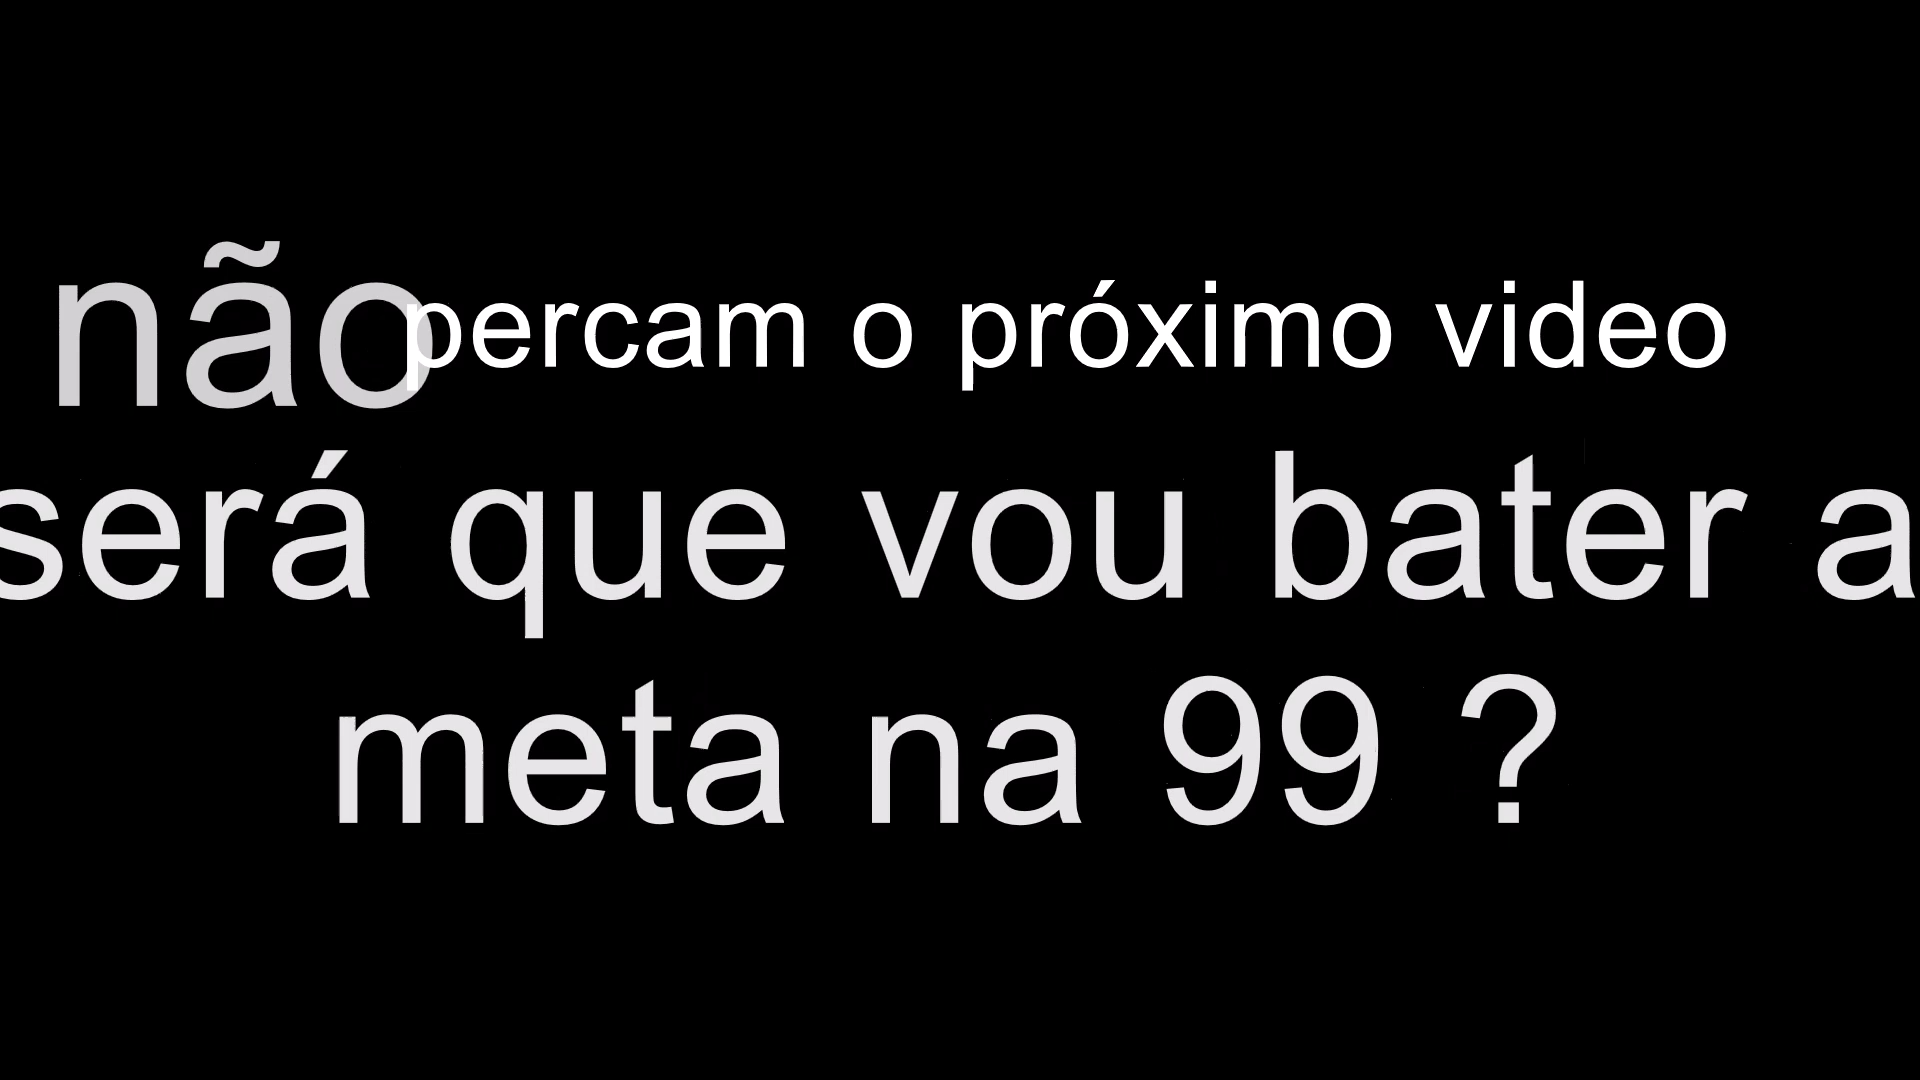 não percam o próximo video
será que vou bater a
meta na 99 ?